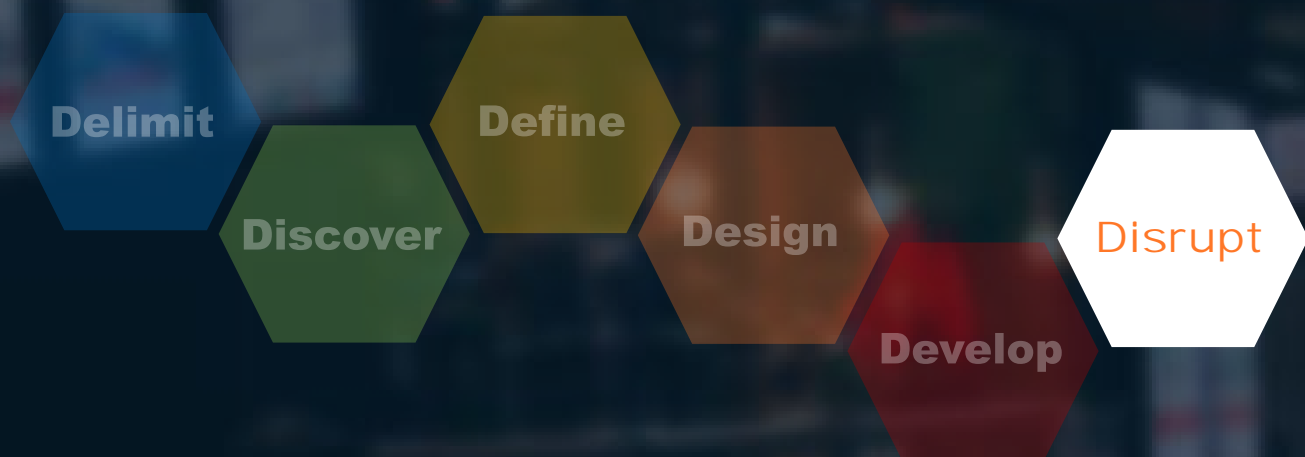 Delimit
Discover
Define
Design
Develop
Disrupt